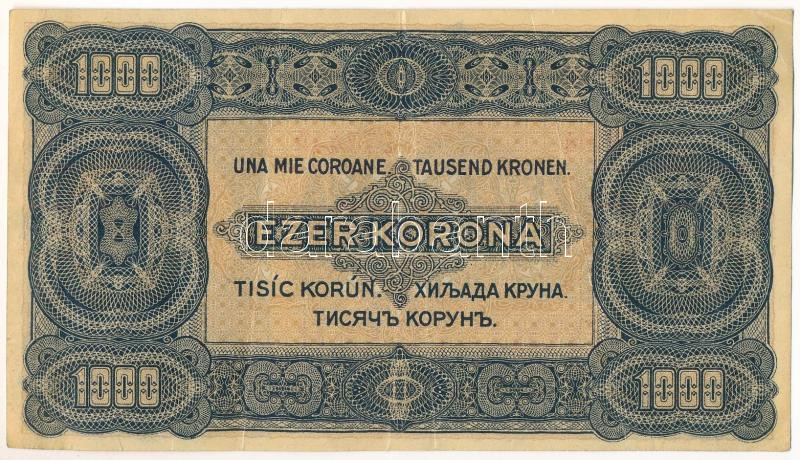 1000 1000
UNA MIE COROANE. TAUSEND KRONEN.
EZER KORONA
TISÍC KORÚN. ХИЉАДА КРУНА.
ТИСЯЧЪ КОРУНЪ.
1000 1000